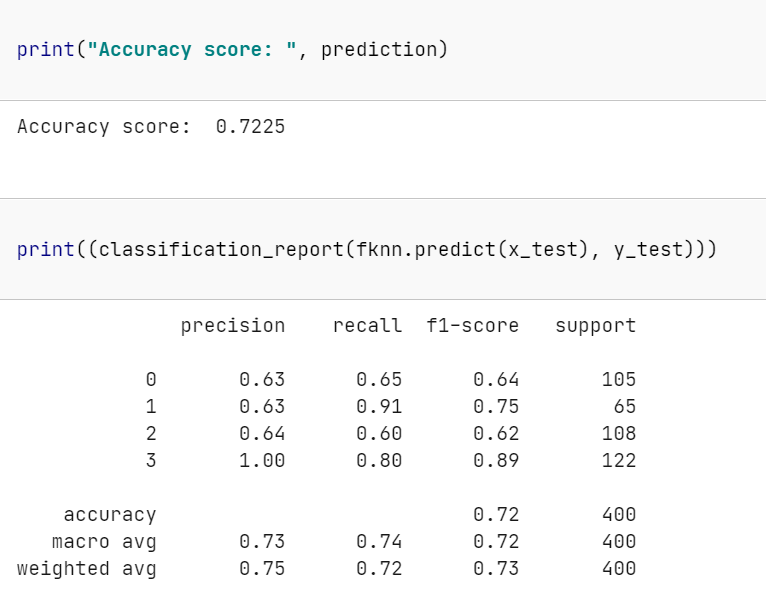 print("Accuracy score: ", prediction)
Accuracy score:  0.7225
print((classification_report(fknn.predict(x_test), y_test)))
              precision    recall  f1-score   support
           0       0.63      0.65      0.64       105
           1       0.63      0.91      0.75        65
           2       0.64      0.60      0.62       108
           3       1.00      0.80      0.89       122
    accuracy                           0.72       400
   macro avg       0.73      0.74      0.72       400
weighted avg       0.75      0.72      0.73       400